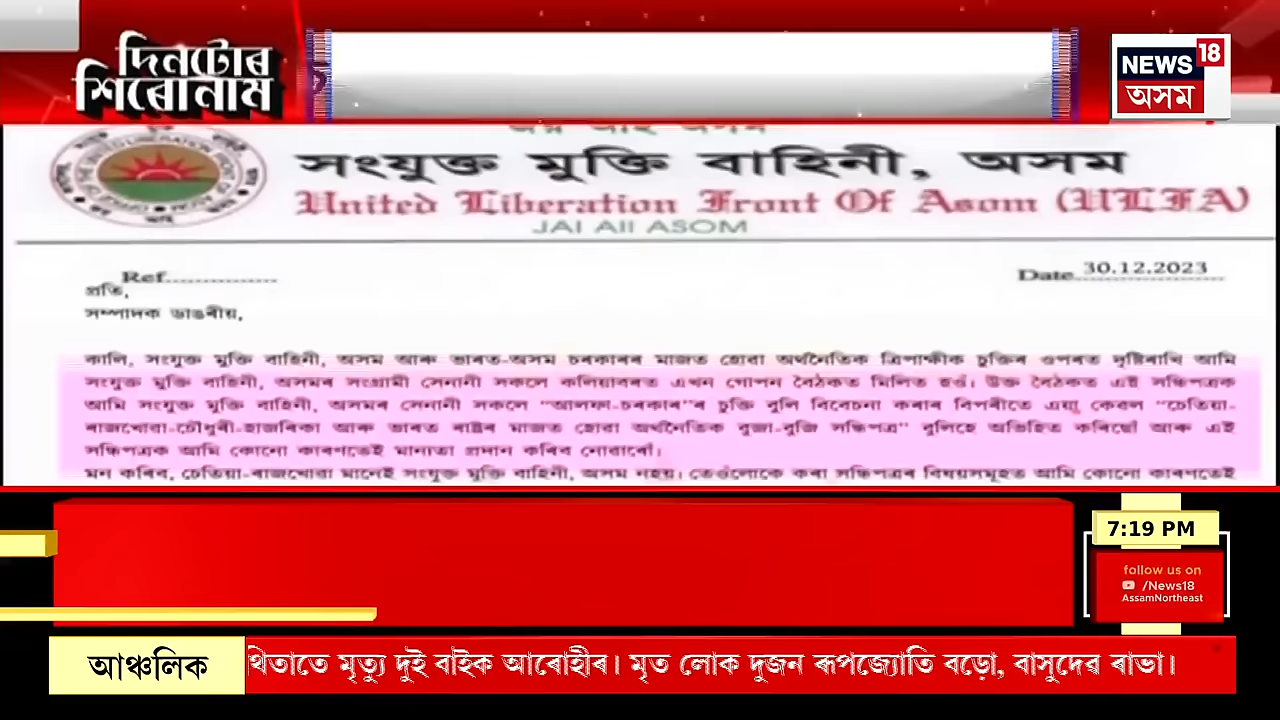 দিনটোৰ
শিৰোনাম
NEWS 18
অসম
জয় আই অসম
সংযুক্ত মুক্তি বাহিনী, অসম
United Liberation Front Of Asom (ULFA)
JAI AII ASOM
Ref
Date 30.12.2023
প্ৰতি,
সম্পাদক ডাঙৰীয়,
কালি, সংযুক্ত মুক্তি বাহিনী, অসম আৰু ভাৰত-অসম চৰকাৰৰ মাজত হোৱা অৰ্থনৈতিক ত্ৰিপাক্ষীক চুক্তিৰ ওপৰত দৃষ্টিৰাখি আমি
সংযুক্ত মুক্তি বাহিনী, অসমৰ সংগ্ৰামী সেনানী সকলে কলিয়াবৰত এখন গোপন বৈঠকত মিলিত হওঁ। উক্ত বৈঠকত এই সন্ধিপত্ৰক
আমি সংযুক্ত মুক্তি বাহিনী, অসমৰ সেনানী সকলে "আলফা-চৰকাৰ"ৰ চুক্তি বুলি বিবেচনা কৰাৰ বিপৰীতে এয়া কেৱল "চেতিয়া-
ৰাজখোৱা-চৌধুৰী-হাজৰিকা আৰু ভাৰত ৰাষ্ট্ৰৰ মাজত হোৱা অৰ্থনৈতিক বুজা-বুজি সন্ধিপত্ৰ" বুলিহে অভিহিত কৰিছোঁ আৰু এই
সন্ধিপত্ৰক আমি কোনো কাৰণতেই মান্যতা প্ৰদান কৰিব নোৱাৰোঁ।
মন কৰিব, চেতিয়া-ৰাজখোৱা মানেই সংযুক্ত মুক্তি বাহিনী, অসম নহয়। তেওঁলোকে কৰা সন্ধিপত্ৰৰ বিষয়সমূহত আমি কোনো কাৰণতেই
7:19 PM
follow us on
/News18
AssamNortheast
আঞ্চলিক
থিতাতে মৃত্যু দুই বাইক আৰোহীৰ। মৃত লোক দুজন ৰূপজ্যোতি বড়ো, বাসুদেৱ ৰাভা।